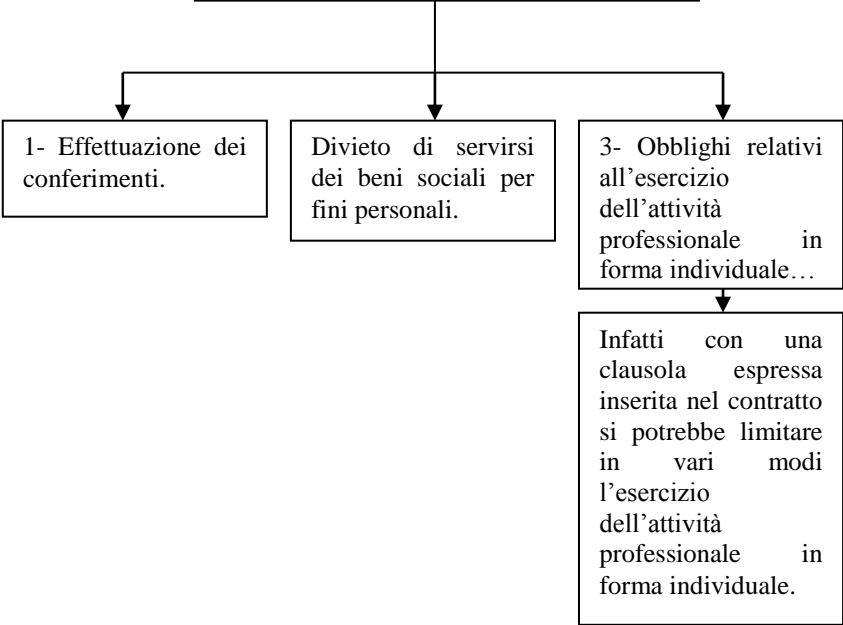 1- Effettuazione dei
conferimenti.
Divieto di servirsi
dei beni sociali per
fini personali.
3- Obblighi relativi
all’esercizio
dell’attività
professionale in
forma individuale…
Infatti con una
clausola espressa
inserita nel contratto
si potrebbe limitare
in vari modi
l’esercizio
dell’attività
professionale in
forma individuale.